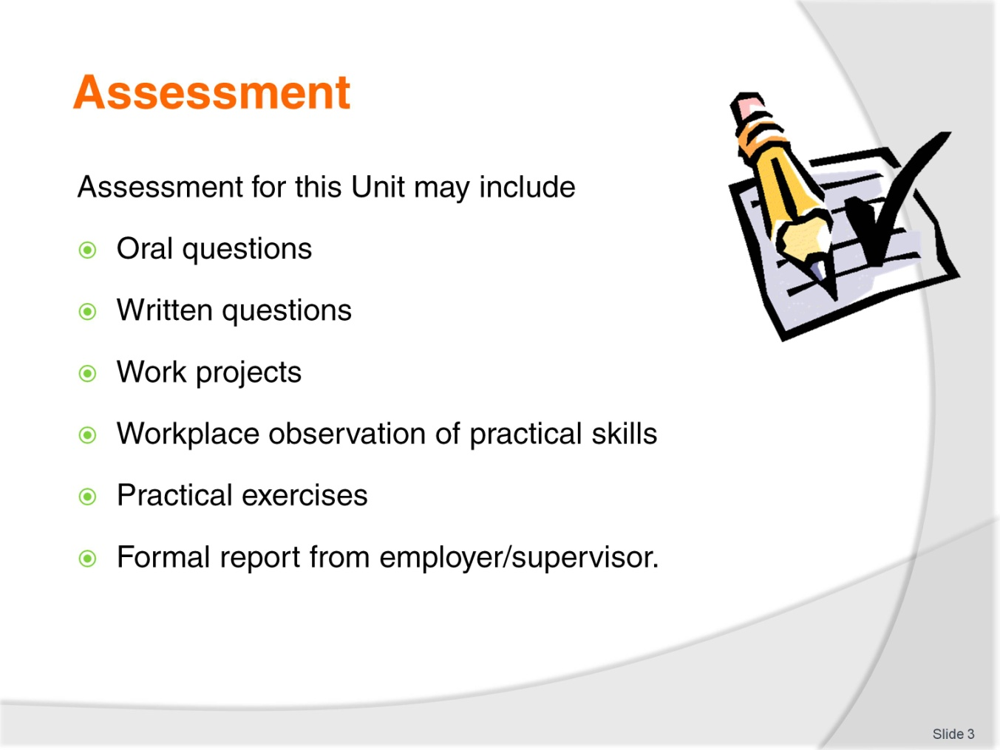 Assessment
Assessment for this Unit may include
Oral questions
Written questions
Work projects
Workplace observation of practical skills
Practical exercises
Formal report from employer/supervisor.
Slide 3